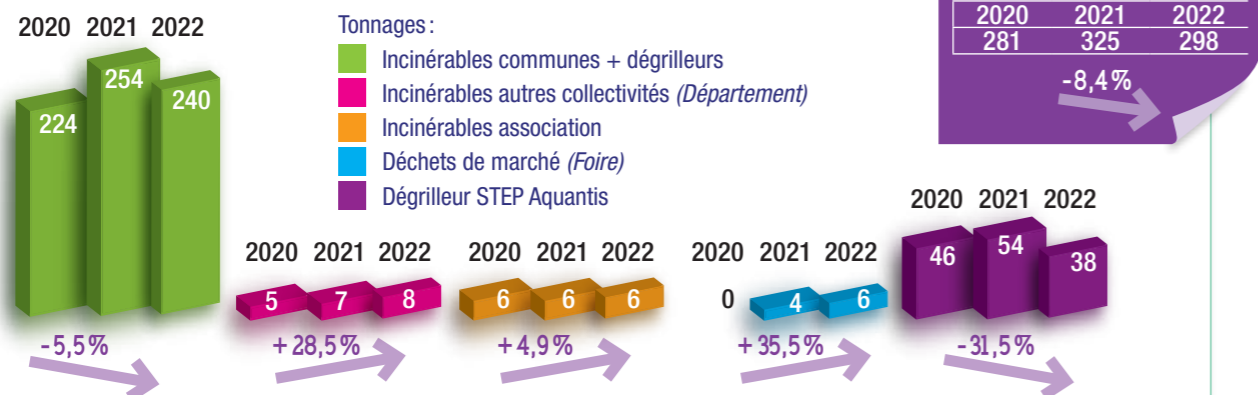 2020 2021 2022
224
254
240
-5,5%
Tonnages :
Incinérables communes + dégrilleurs
Incinérables autres collectivités (Département)
Incinérables association
Déchets de marché (Foire)
Dégrilleur STEP Aquantis
2020 2021 2022
281 325 298
-8,4%
2020 2021 2022
5 7 8
+28,5%
2020 2021 2022
6 6 6
+4,9%
2020 2021 2022
0 4 6
+35,5%
2020 2021 2022
46 54 38
-31,5%